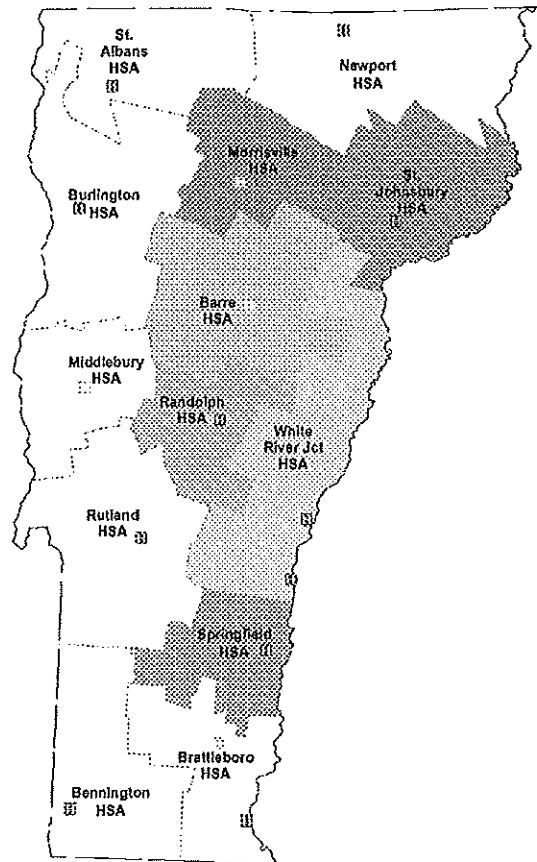 St.
Albans
HSA
Newport
HSA
Morrisville
HSA
St.
Johnsbury
HSA
Burlington
HSA
Barre
HSA
Middlebury
HSA
Randolph
HSA
White
River Jct
HSA
Rutland
HSA
Springfield
HSA
Brattleboro
HSA
Bennington
HSA